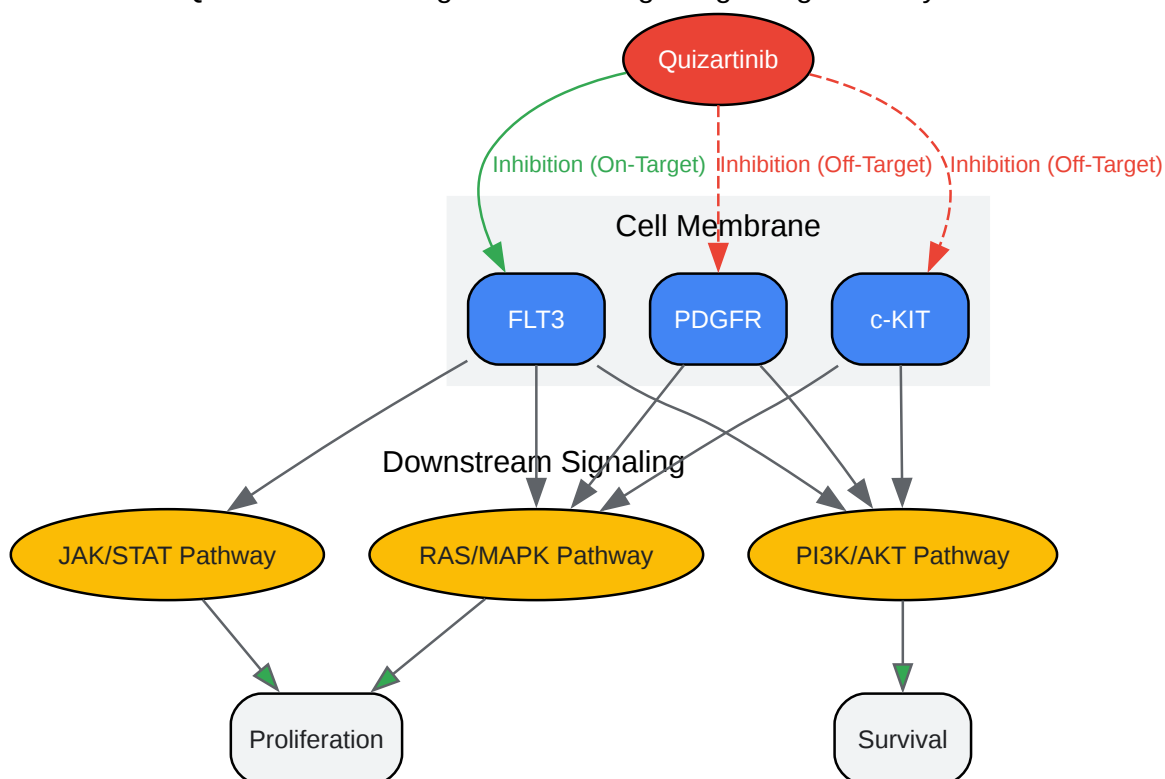 Quizartinib
Inhibition (On-Target)
Inhibition (Off-Target)
Inhibition (Off-Target)
Cell Membrane
FLT3
PDGFR
c-KIT
Downstream Signaling
JAK/STAT Pathway
RAS/MAPK Pathway
PI3K/AKT Pathway
Proliferation
Survival